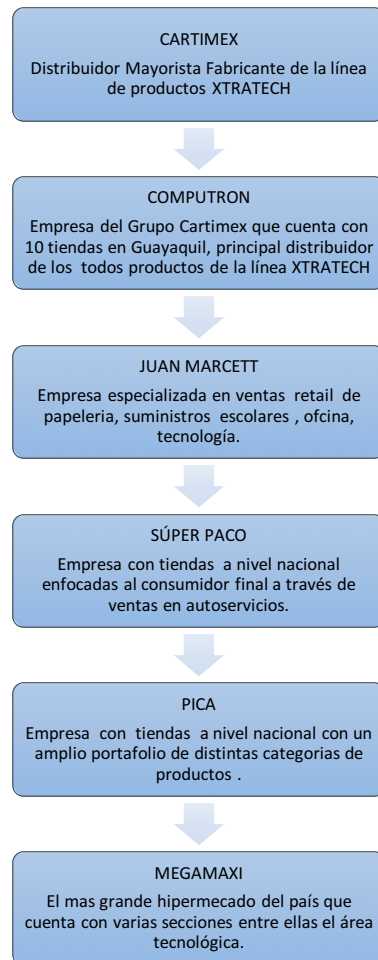 CARTIMEX
Distribuidor Mayorista Fabricante de la línea
de productos XTRATECH
COMPUTRON
Empresa del Grupo Cartimex que cuenta con
10 tiendas en Guayaquil, principal distribuidor
de los todos productos de la línea XTRATECH
JUAN MARCETT
Empresa especializada en ventas retail de
papeleria, suministros escolares , ofcina,
tecnología.
SÚPER PACO
Empresa con tiendas a nivel nacional
enfocadas al consumidor final a través de
ventas en autoservicios.
PICA
Empresa con tiendas a nivel nacional con un
amplio portafolio de distintas categorias de
productos .
MEGAMAXI
El mas grande hipermecado del país que
cuenta con varias secciones entre ellas el área
tecnológica.